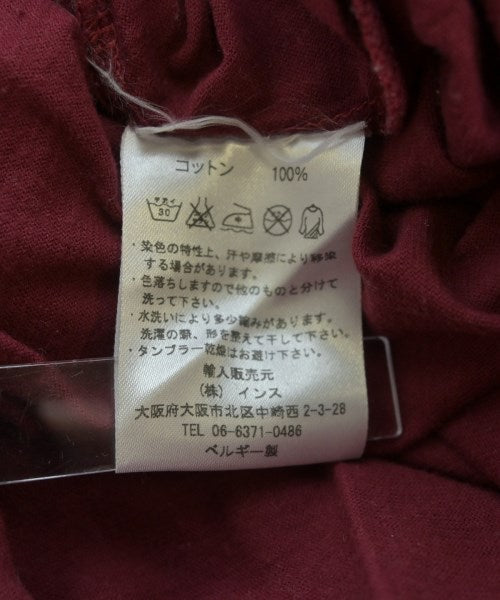 コットン 100%
手洗イ 30
・染色の特性上、汗や摩擦により移染
する場合があります。
・色落ちしますので他のものと分けて
洗って下さい。
・水洗いにより多少縮みがあります。
洗濯の際、形を整えて干して下さい。
・タンブラー乾燥はお避け下さい。
輸入販売元
(株) インス
大阪府大阪市北区中崎西2-3-28
TEL 06-6371-0486
ベルギー製